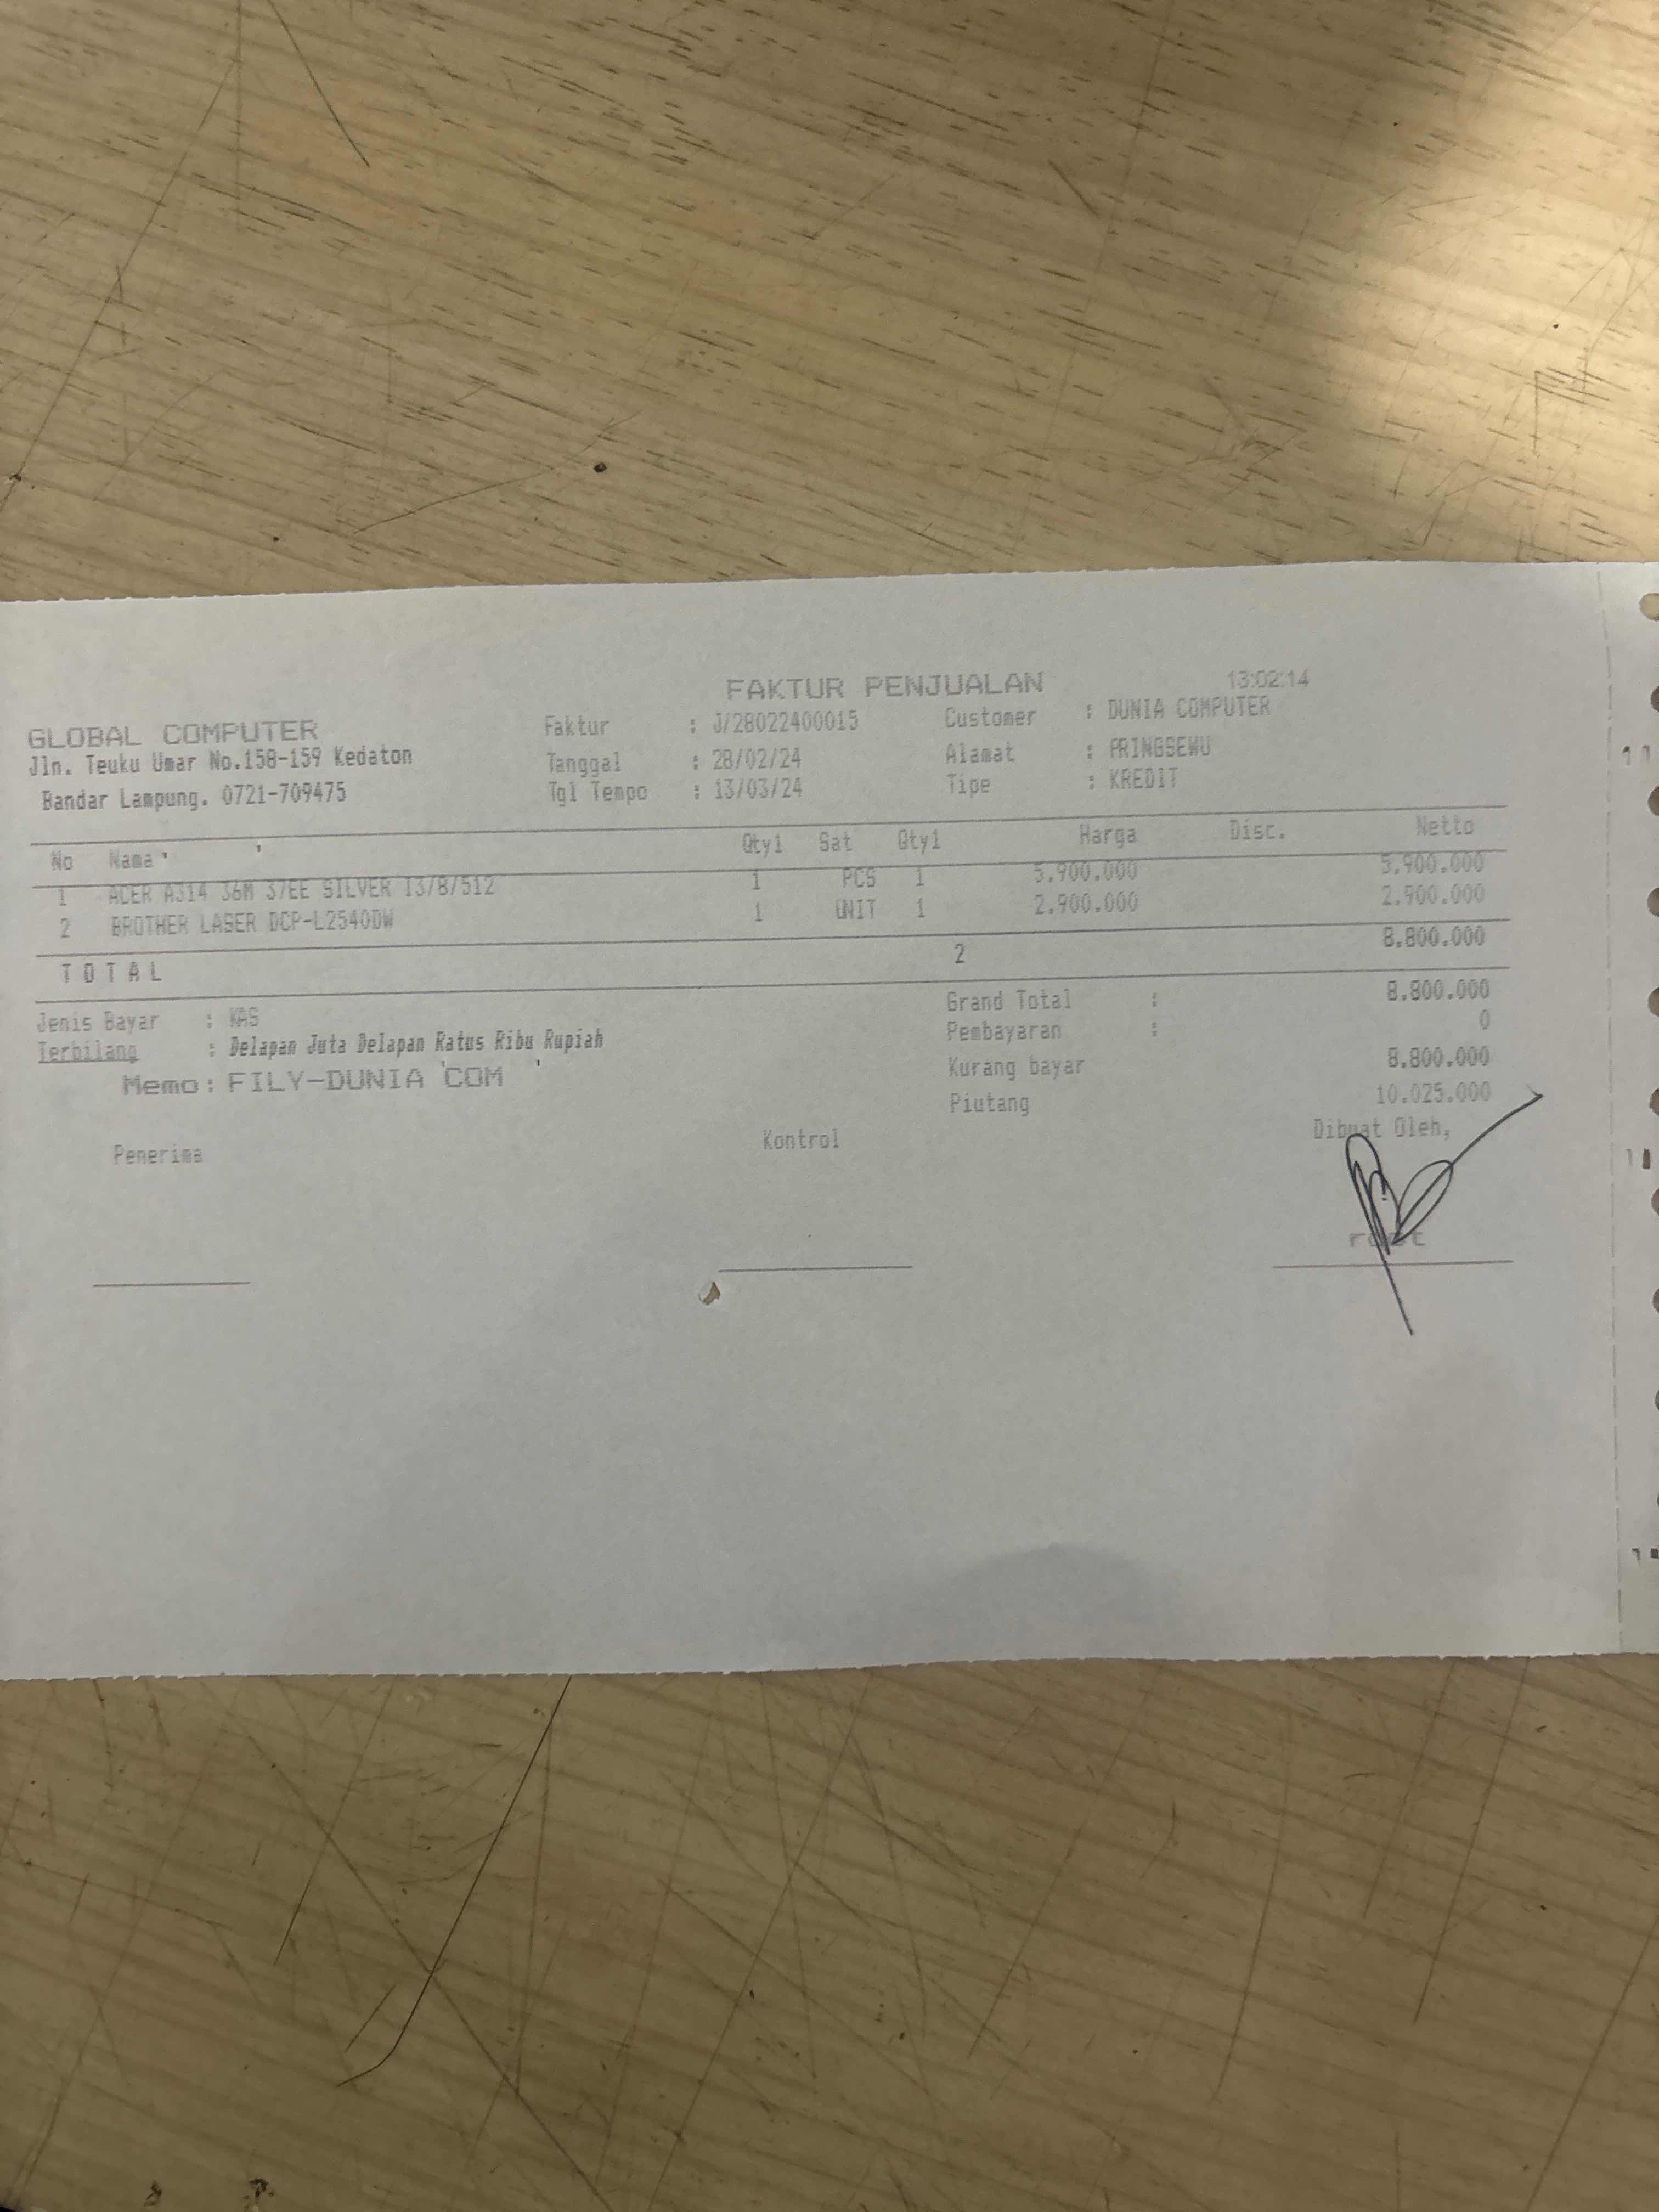 FAKTUR PENJUALAN 13:02:14
GLOBAL COMPUTER
Jln. Teuku Umar No.158-159 Kedaton
Bandar Lampung. 0721-709475
Faktur : J/28022400015
Tanggal : 28/02/24
Tgl Tempo : 13/03/24
Customer : DUNIA COMPUTER
Alamat : PRINGSEWU
Tipe : KREDIT
No Nama Qty1 Sat Qty1 Harga Disc. Netto
1 ACER A314 36M 37EE SILVER I3/8/512 1 PCS 1 5.900.000 5.900.000
2 BROTHER LASER DCP-L2540DW 1 UNIT 1 2.900.000 2.900.000
T O T A L 2 8.800.000
Jenis Bayar : KAS
Terbilang : Delapan Juta Delapan Ratus Ribu Rupiah
Memo : FILY-DUNIA COM
Grand Total : 8.800.000
Pembayaran : 0
Kurang bayar 8.800.000
Piutang 10.025.000
Penerima Kontrol Dibuat Oleh,